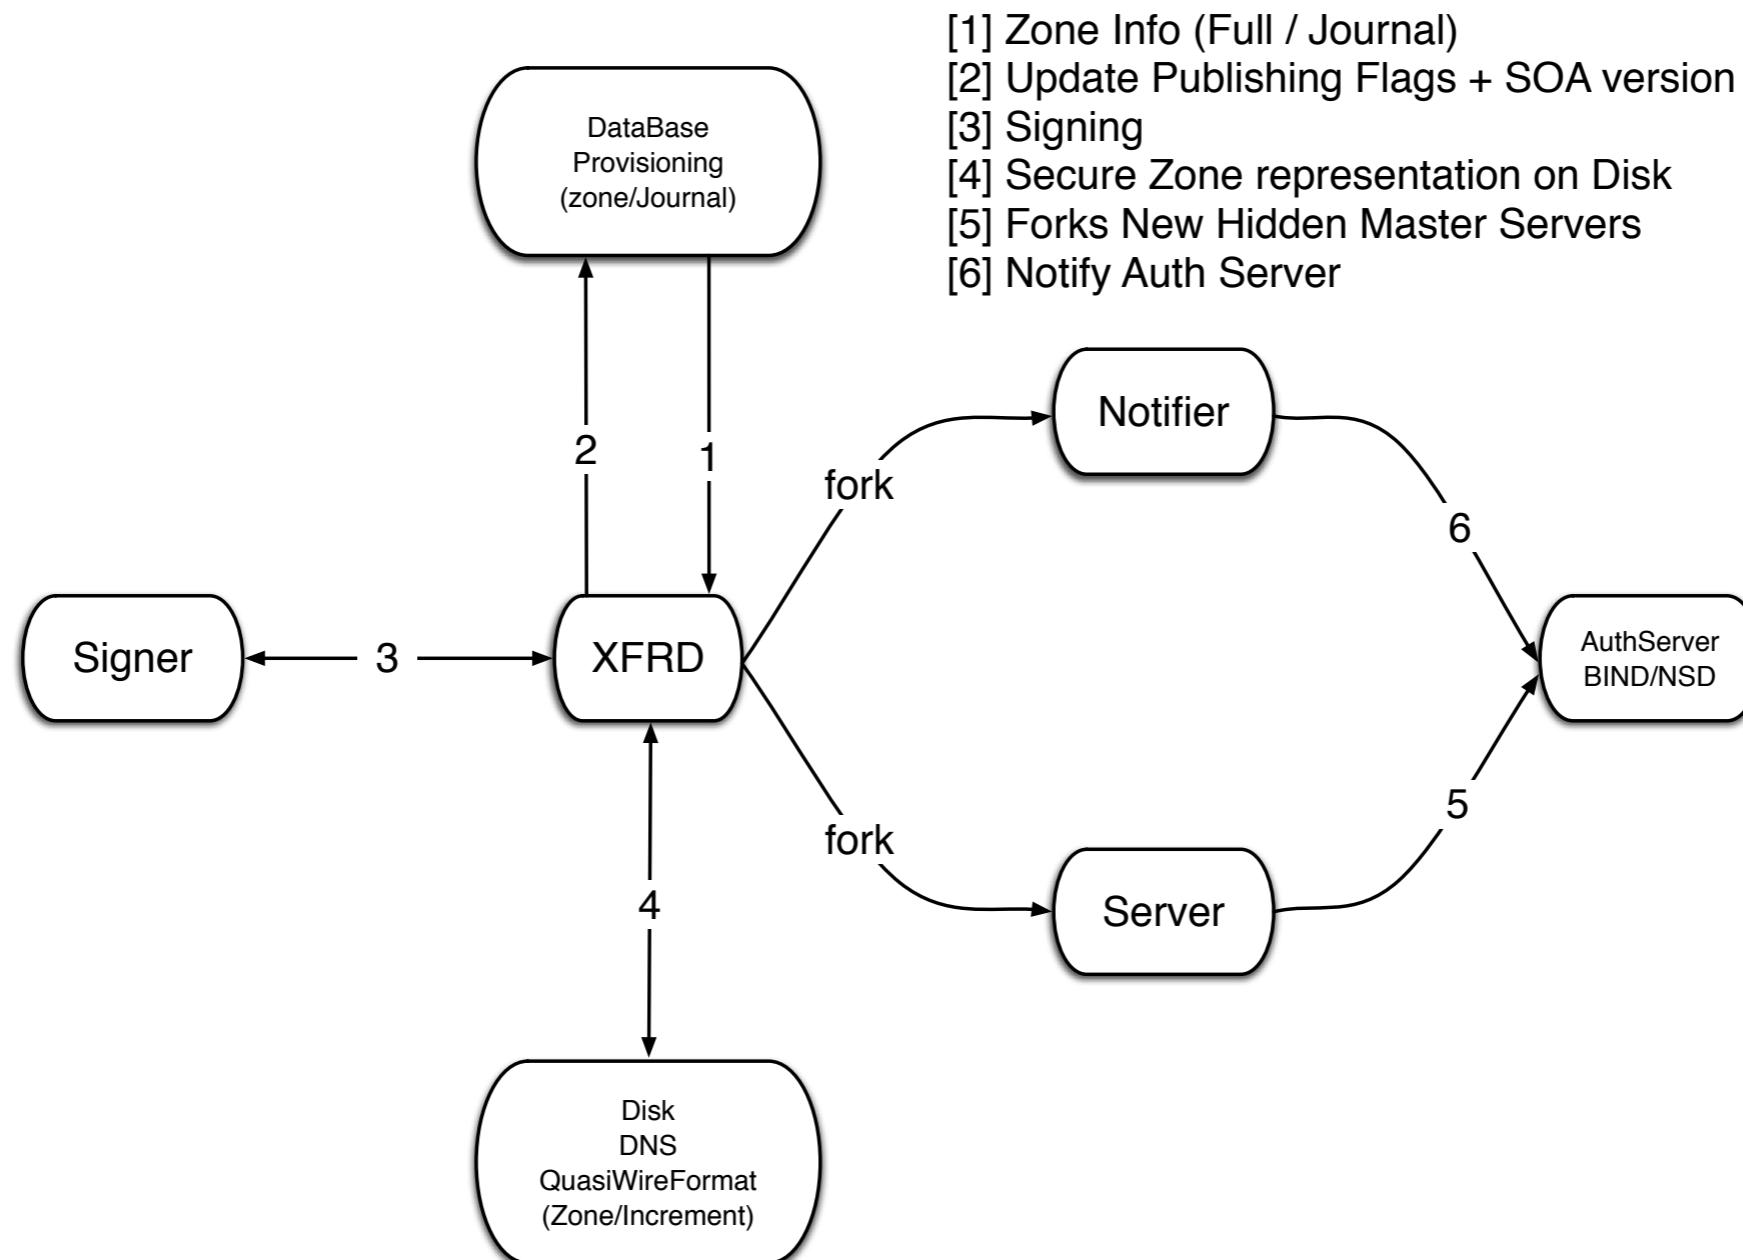 [1] Zone Info (Full / Journal)
[2] Update Publishing Flags + SOA version
[3] Signing
[4] Secure Zone representation on Disk
[5] Forks New Hidden Master Servers
[6] Notify Auth Server
DataBase
Provisioning
(zone/Journal)
2
1
Notifier
fork
6
Signer
3
XFRD
AuthServer
BIND/NSD
fork
5
4
Server
Disk
DNS
QuasiWireFormat
(Zone/Increment)